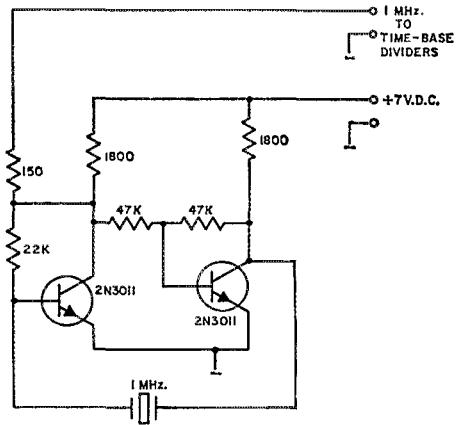 1 MHz.
TO
TIME-BASE
DIVIDERS
+7V.D.C.
1800
1800
150
47K
47K
22K
2N3011
2N3011
1 MHz.